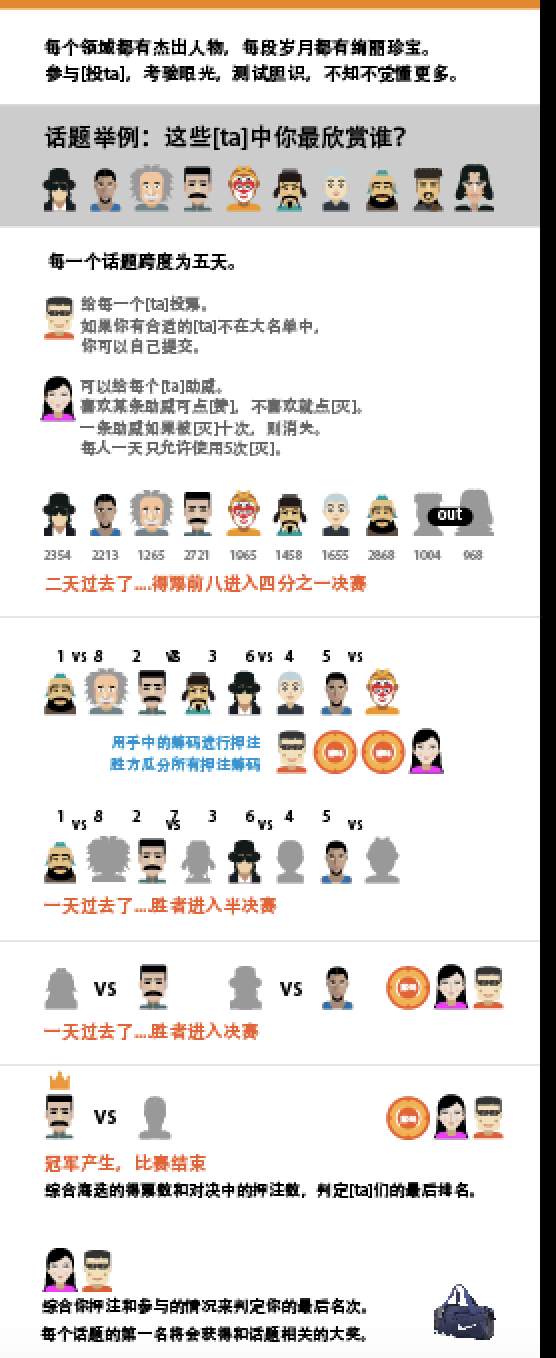 每个领域都有杰出人物，每段岁月都有绚丽珍宝。
参与[投ta]，考验眼光，测试胆识，不知不觉懂更多。
话题举例：这些[ta]中你最欣赏谁？
每一个话题跨度为五天。
给每一个[ta]投票。
如果你有合适的[ta]不在大名单中，
你可以自己提交。
可以给每个[ta]助威。
喜欢某条助威可点[赞]，不喜欢就点[灭]。
一条助威如果被[灭]十次，则消失。
每人一天只允许使用5次[灭]。
out
2354 2213 1265 2721 1965 1458 1655 2868 1004 968
二天过去了....得票前八进入四分之一决赛
1 vs 8 2 vs 3 6 vs 4 5 vs
用手中的筹码进行押注
胜方瓜分所有押注筹码
1 vs 8 2 7 vs 3 6 vs 4 5 vs
一天过去了....胜者进入半决赛
vs vs
一天过去了....胜者进入决赛
vs
冠军产生，比赛结束
综合海选的得票数和对决中的押注数，判定[ta]们的最后排名。
综合你押注和参与的情况来判定你的最后名次。
每个话题的第一名将会获得和话题相关的大奖。